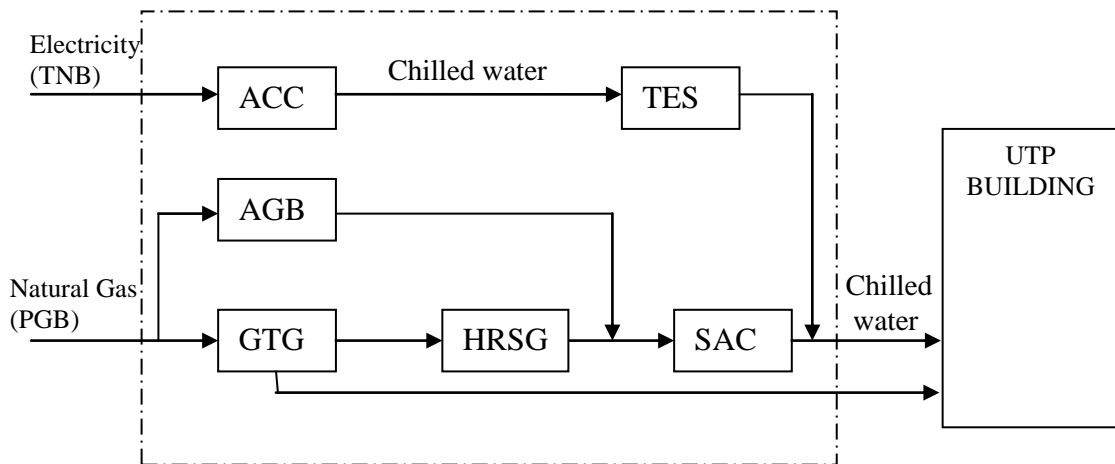 Electricity
(TNB)
ACC
Chilled water
TES
UTP
BUILDING
AGB
Natural Gas
(PGB)
GTG
HRSG
SAC
Chilled
water